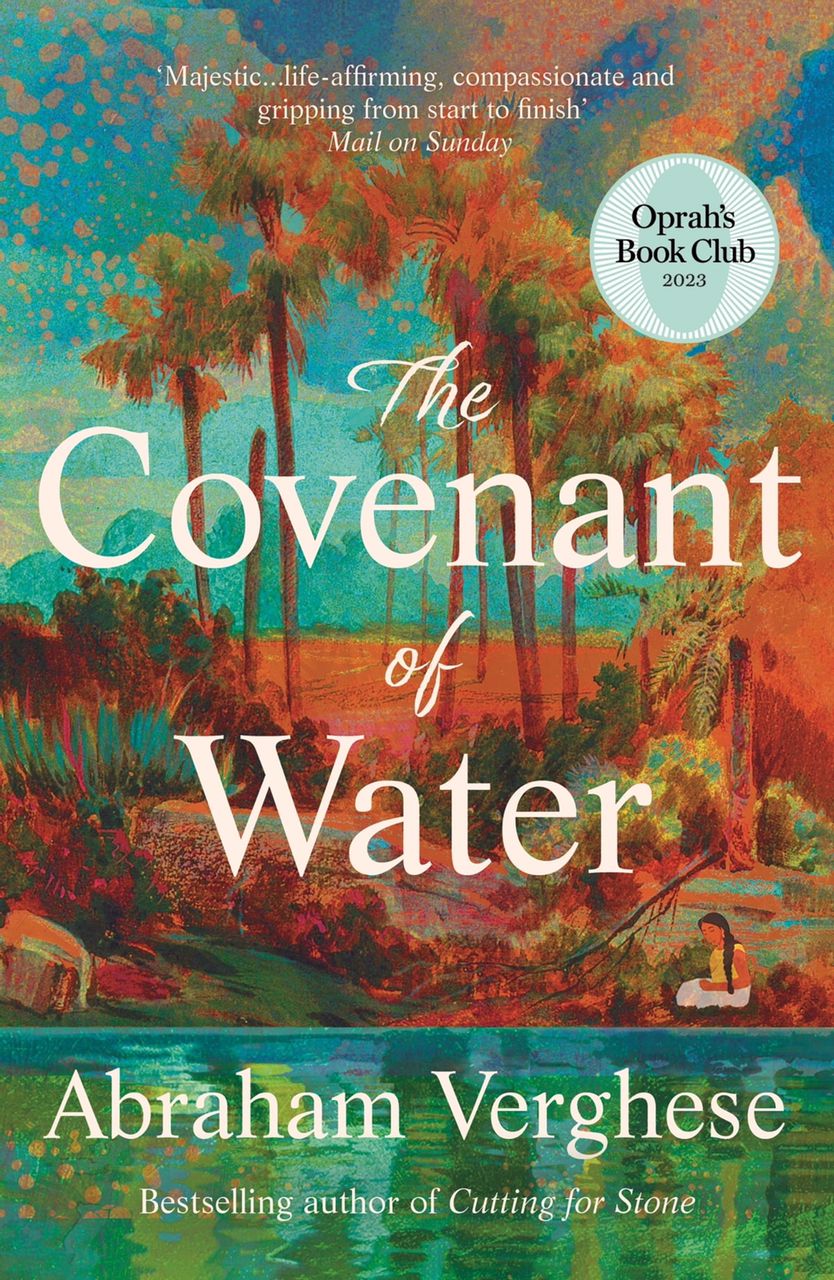 ‘Majestic...life-affirming, compassionate and
gripping from start to finish’
Mail on Sunday
Oprah’s
Book Club
2023
The
Covenant
of
Water
Abraham Verghese
Bestselling author of Cutting for Stone